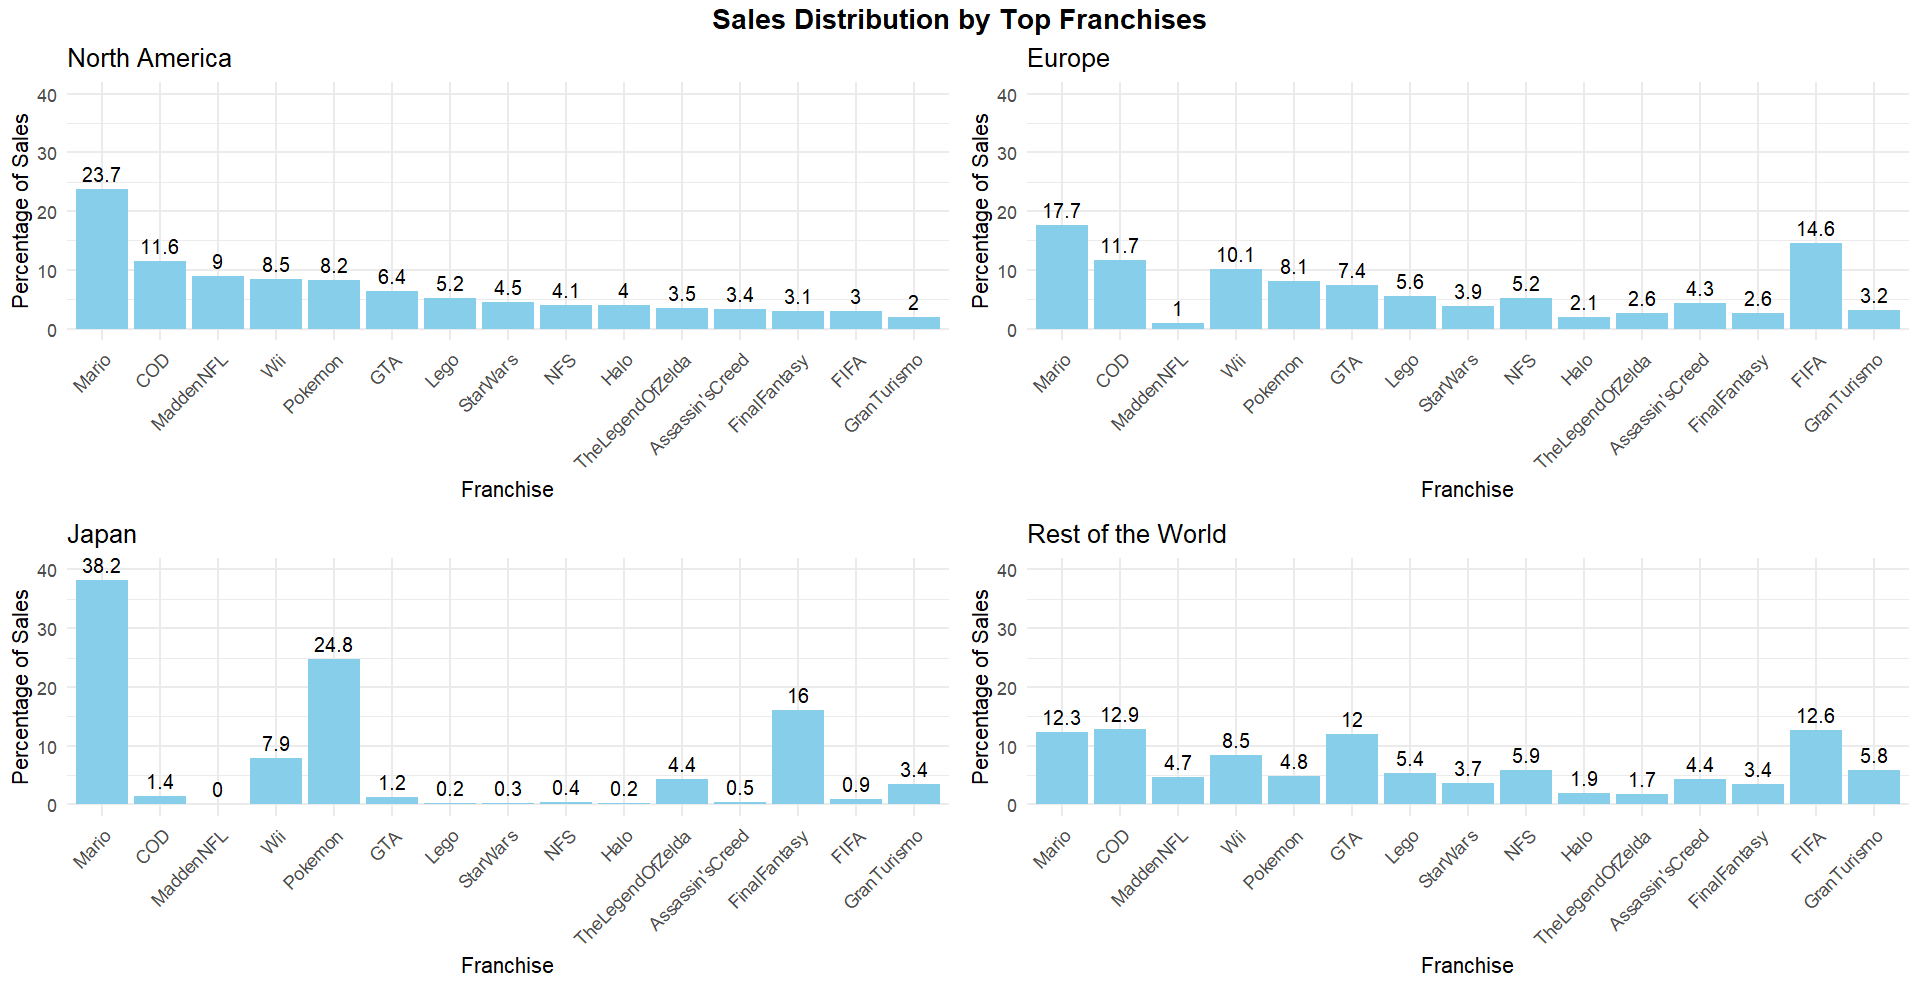 Sales Distribution by Top Franchises
North America
Percentage of Sales
40
30
20
10
0
23.7
11.6
9
8.5
8.2
6.4
5.2
4.5
4.1
4
3.5
3.4
3.1
3
2
Mario
COD
MaddenNFL
Wii
Pokemon
GTA
Lego
StarWars
NFS
Halo
TheLegendOfZelda
Assassin'sCreed
FinalFantasy
FIFA
GranTurismo
Franchise
Europe
Percentage of Sales
40
30
20
10
0
17.7
11.7
1
10.1
8.1
7.4
5.6
3.9
5.2
2.1
2.6
4.3
2.6
14.6
3.2
Mario
COD
MaddenNFL
Wii
Pokemon
GTA
Lego
StarWars
NFS
Halo
TheLegendOfZelda
Assassin'sCreed
FinalFantasy
FIFA
GranTurismo
Franchise
Japan
Percentage of Sales
40
30
20
10
0
38.2
1.4
0
7.9
24.8
1.2
0.2
0.3
0.4
0.2
4.4
0.5
16
0.9
3.4
Mario
COD
MaddenNFL
Wii
Pokemon
GTA
Lego
StarWars
NFS
Halo
TheLegendOfZelda
Assassin'sCreed
FinalFantasy
FIFA
GranTurismo
Franchise
Rest of the World
Percentage of Sales
40
30
20
10
0
12.3
12.9
4.7
8.5
4.8
12
5.4
3.7
5.9
1.9
1.7
4.4
3.4
12.6
5.8
Mario
COD
MaddenNFL
Wii
Pokemon
GTA
Lego
StarWars
NFS
Halo
TheLegendOfZelda
Assassin'sCreed
FinalFantasy
FIFA
GranTurismo
Franchise